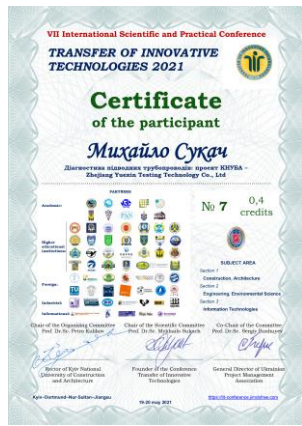 VII International Scientific and Practical Conference
TRANSFER OF INNOVATIVE
TECHNOLOGIES 2021
Certificate
of the participant
Михайло Сукач
Діагностика підводних трубопроводів: проєкт КНУБА –
Zhejiang Yuexin Testing Technology Co., Ltd
PARTNERS
Academic:
Higher
educational
institutions:
Foreign:
Industrial:
Informational:
№ 7
0,4
credits
SUBJECT AREA
Section 1
Construction, Architecture
Section 2
Engineering, Environmental Science
Section 3
Information Technologies
Chair of the Organizing Committee
Prof. Dr.Sc. Petro Kulikov
Chair of the Scientific Committee
Prof. Dr.Sc. Mykhailo Sukach
Co-Chair of the Committee
Prof. Dr.Sc. Sergiy Bushuyev
Rector of Kyiv National
University of Construction
and Architecture
Founder of the Conference
Transfer of Innovative
Technologies
General Director of Ukrainian
Project Management
Association
Kyiv-Dortmund-Nur-Sultan-Jiangsu
19-20 may 2021